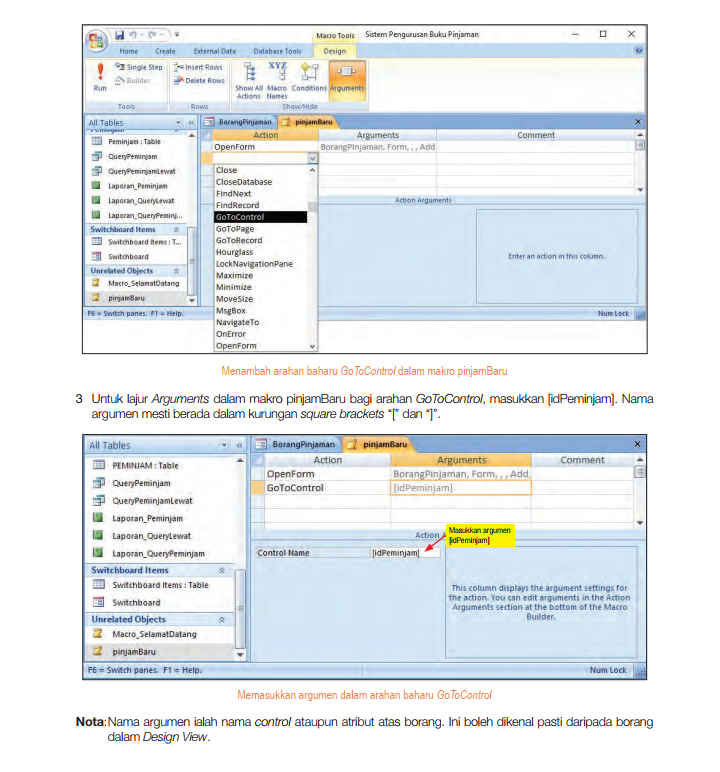 Macro Tools
Sistem Pengurusan Buku Pinjaman
Home Create External Data Database Tools Design
Run
Single Step
Builder
Tools
Insert Rows
Delete Rows
Rows
Show All Actions
XYZ
Macro Names
Conditions
Arguments
Show/Hide
All Tables
Peminjam : Table
QueryPeminjam
QueryPeminjamLewat
Laporan_Peminjam
Laporan_QueryLewat
Laporan_QueryPeminj...
Switchboard Items
Switchboard Items : T...
Switchboard
Unrelated Objects
Macro_SelamatDatang
pinjamBaru
BorangPinjaman pinjamBaru
Action Arguments Comment
OpenForm BorangPinjaman, Form, , , Add
Close
CloseDatabase
FindNext
FindRecord
GoToControl
GoToPage
GoToRecord
Hourglass
LockNavigationPane
Maximize
Minimize
MoveSize
MsgBox
NavigateTo
OnError
OpenForm
Action Arguments
Enter an action in this column.
F6 = Switch panes. F1 = Help.
Num Lock
Menambah arahan baharu GoToControl dalam makro pinjamBaru
3 Untuk lajur Arguments dalam makro pinjamBaru bagi arahan GoToControl, masukkan [idPeminjam]. Nama
argumen mesti berada dalam kurungan square brackets “[” dan “]”.
All Tables
PEMINJAM : Table
QueryPeminjam
QueryPeminjamLewat
Laporan_Peminjam
Laporan_QueryLewat
Laporan_QueryPeminjam
Switchboard Items
Switchboard Items : Table
Switchboard
Unrelated Objects
Macro_SelamatDatang
pinjamBaru
BorangPinjaman pinjamBaru
Action Arguments Comment
OpenForm BorangPinjaman, Form, , , Add,
GoToControl [idPeminjam]
Action A
Masukkan argumen
[idPeminjam]
Control Name [idPeminjam]
This column displays the argument settings for
the action. You can edit arguments in the Action
Arguments section at the bottom of the Macro
Builder.
F6 = Switch panes. F1 = Help.
Num Lock
Memasukkan argumen dalam arahan baharu GoToControl
Nota: Nama argumen ialah nama control ataupun atribut atas borang. Ini boleh dikenal pasti daripada borang
dalam Design View.